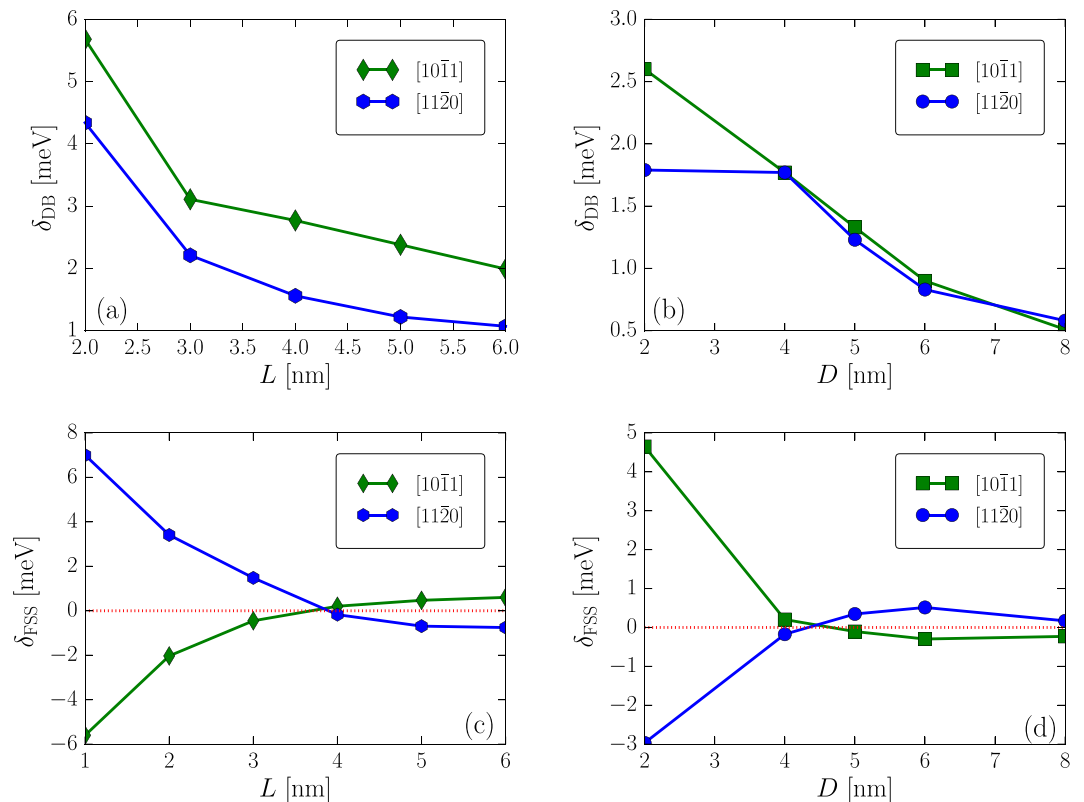 6
5
4
3
2
1
δ_DB [meV]
2.0 2.5 3.0 3.5 4.0 4.5 5.0 5.5 6.0
L [nm]
(a)
[101̅1]
[112̅0]
3.0
2.5
2.0
1.5
1.0
0.5
δ_DB [meV]
2 3 4 5 6 7 8
D [nm]
(b)
[101̅1]
[112̅0]
8
6
4
2
0
−2
−4
−6
δ_FSS [meV]
1 2 3 4 5 6
L [nm]
(c)
[101̅1]
[112̅0]
5
4
3
2
1
0
−1
−2
−3
δ_FSS [meV]
2 3 4 5 6 7 8
D [nm]
(d)
[101̅1]
[112̅0]